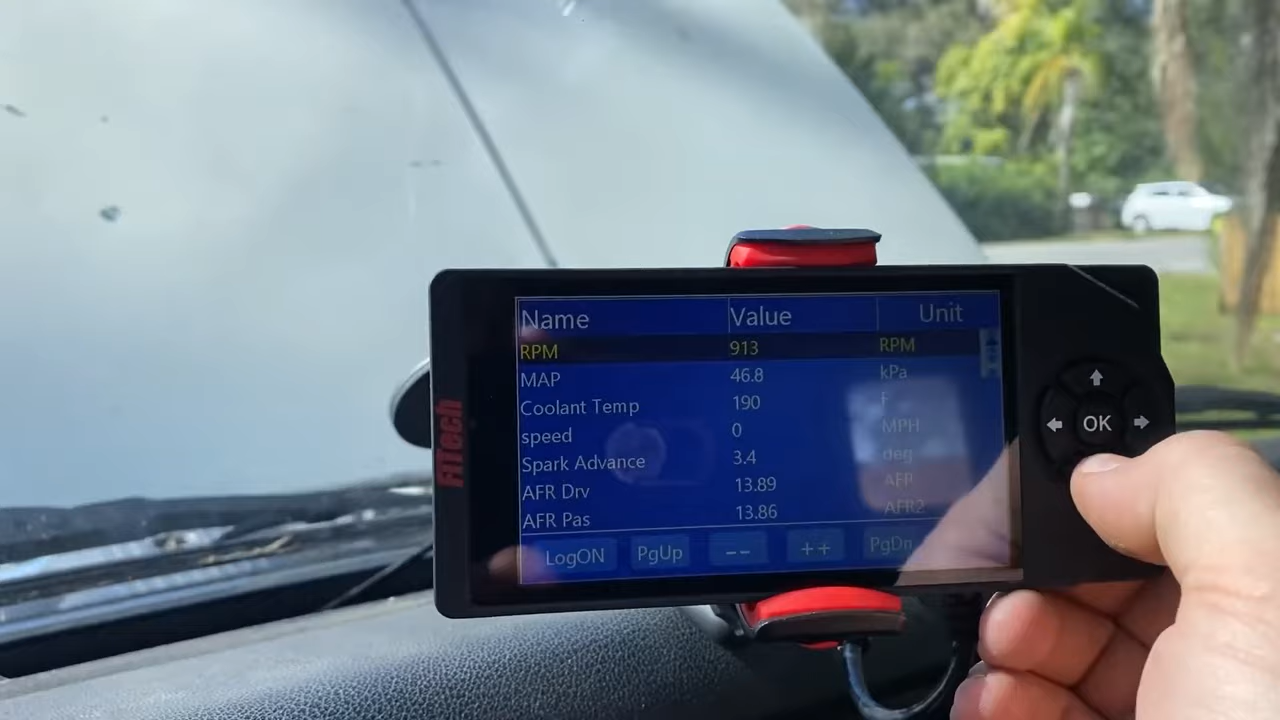 Name Value Unit
RPM 913 RPM
MAP 46.8 kPa
Coolant Temp 190 F
speed 0 MPH
Spark Advance 3.4 deg
AFR Drv 13.89 AFR
AFR Pas 13.86 AFR2
LogON PgUp -- ++ PgDn
FiTech
OK